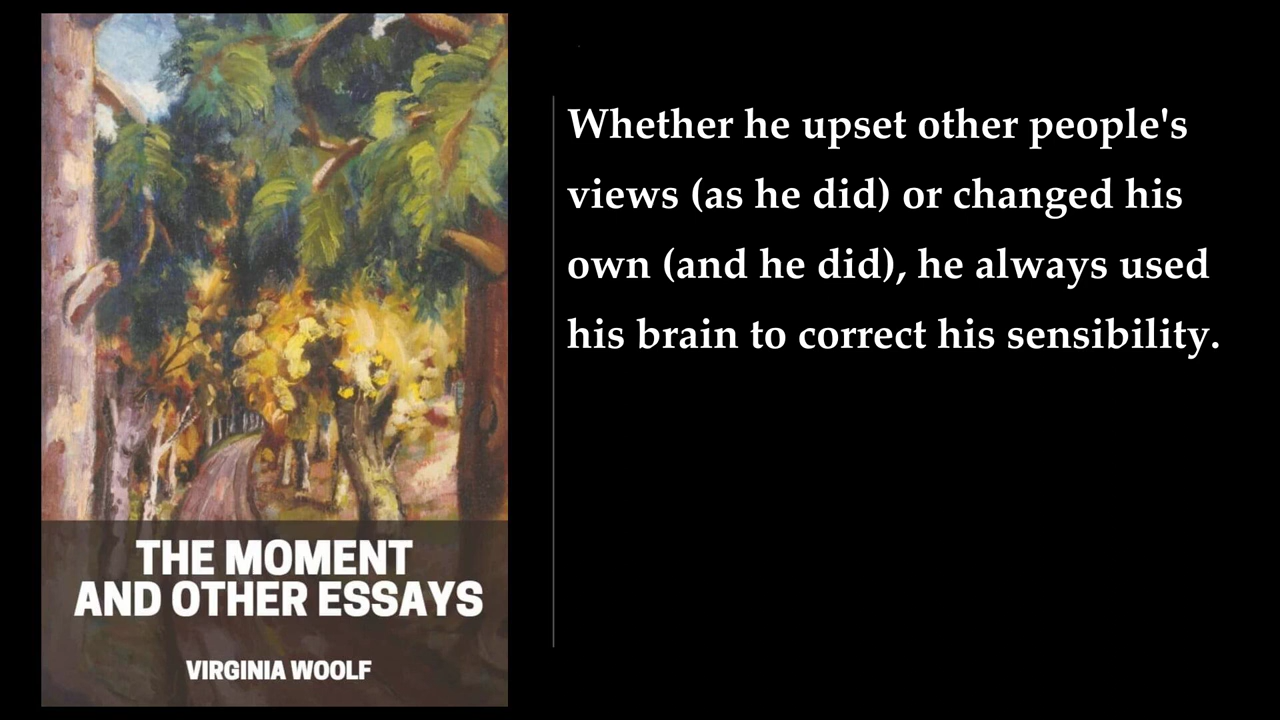 THE MOMENT
AND OTHER ESSAYS
VIRGINIA WOOLF
Whether he upset other people's
views (as he did) or changed his
own (and he did), he always used
his brain to correct his sensibility.